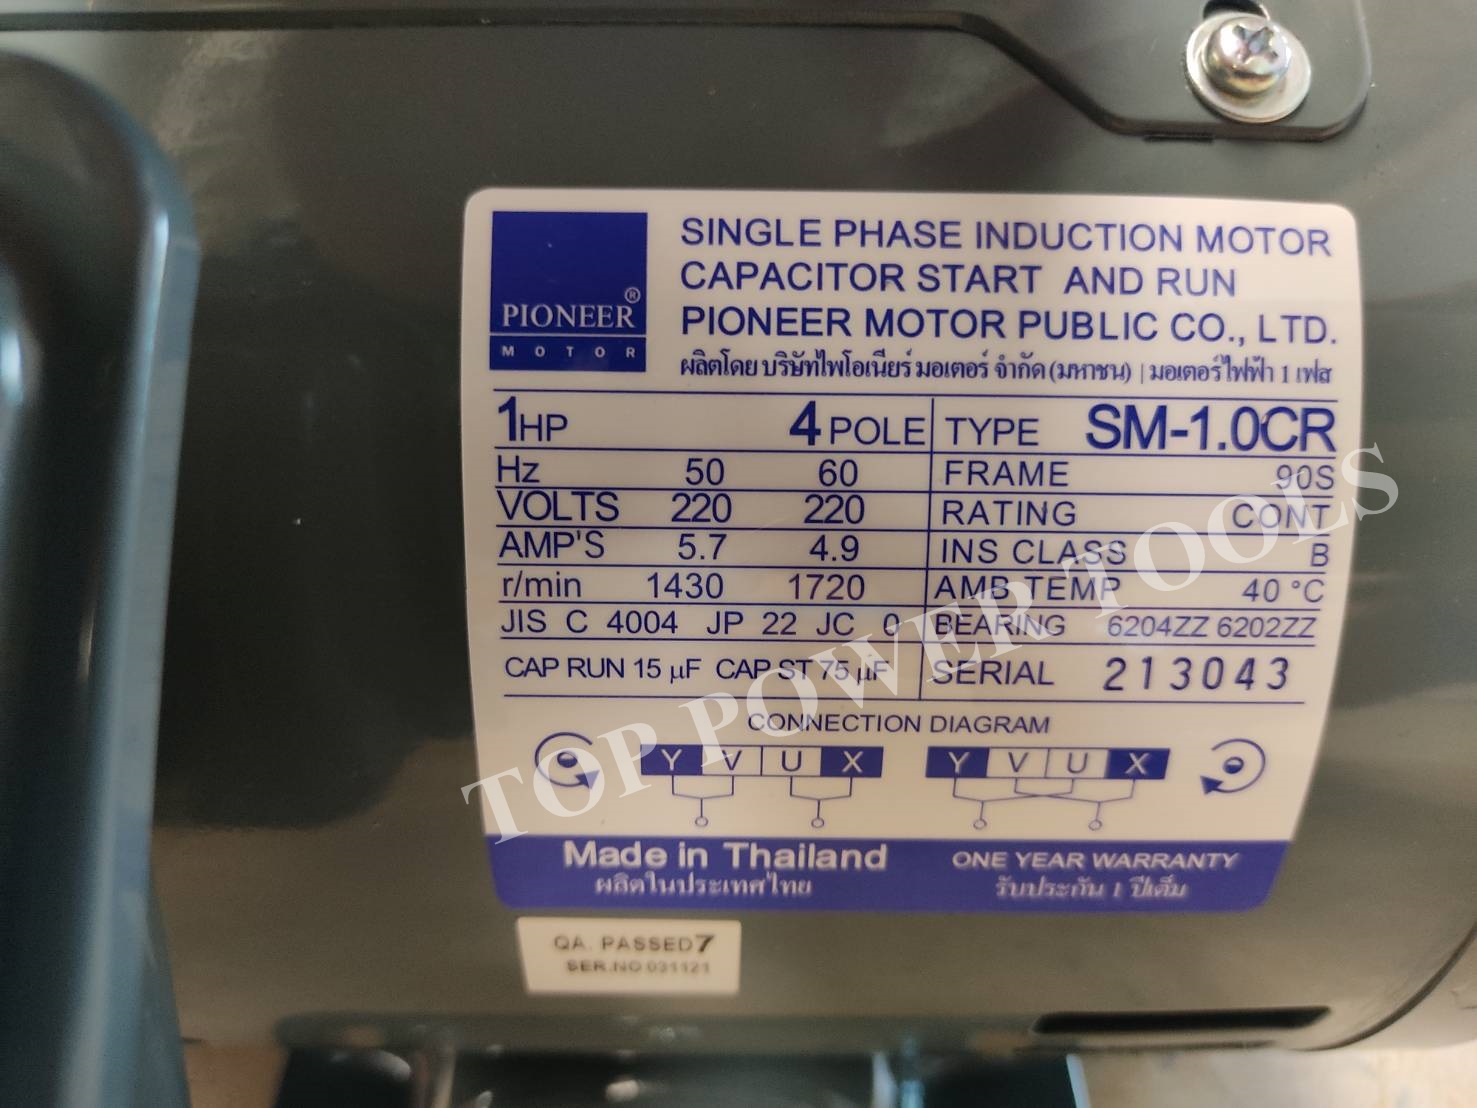 PIONEER ®
MOTOR
SINGLE PHASE INDUCTION MOTOR
CAPACITOR START AND RUN
PIONEER MOTOR PUBLIC CO., LTD.
ผลิตโดย บริษัทไพโอเนียร์ มอเตอร์ จำกัด (มหาชน) | มอเตอร์ไฟฟ้า 1 เฟส
1HP 4 POLE TYPE SM-1.0CR
Hz 50 60 FRAME 90S
VOLTS 220 220 RATING CONT
AMP'S 5.7 4.9 INS CLASS B
r/min 1430 1720 AMB TEMP 40 °C
JIS C 4004 JP 22 JC 0 BEARING 6204ZZ 6202ZZ
CAP RUN 15 µF CAP ST 75 µF SERIAL 213043
CONNECTION DIAGRAM
Y V U X Y V U X
Made in Thailand ONE YEAR WARRANTY
ผลิตในประเทศไทย รับประกัน 1 ปีเต็ม
QA. PASSED 7
SER.NO 031121
TOP POWER TOOLS